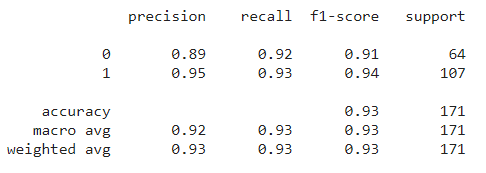 precision recall f1-score support
0 0.89 0.92 0.91 64
1 0.95 0.93 0.94 107
accuracy 0.93 171
macro avg 0.92 0.93 0.93 171
weighted avg 0.93 0.93 0.93 171